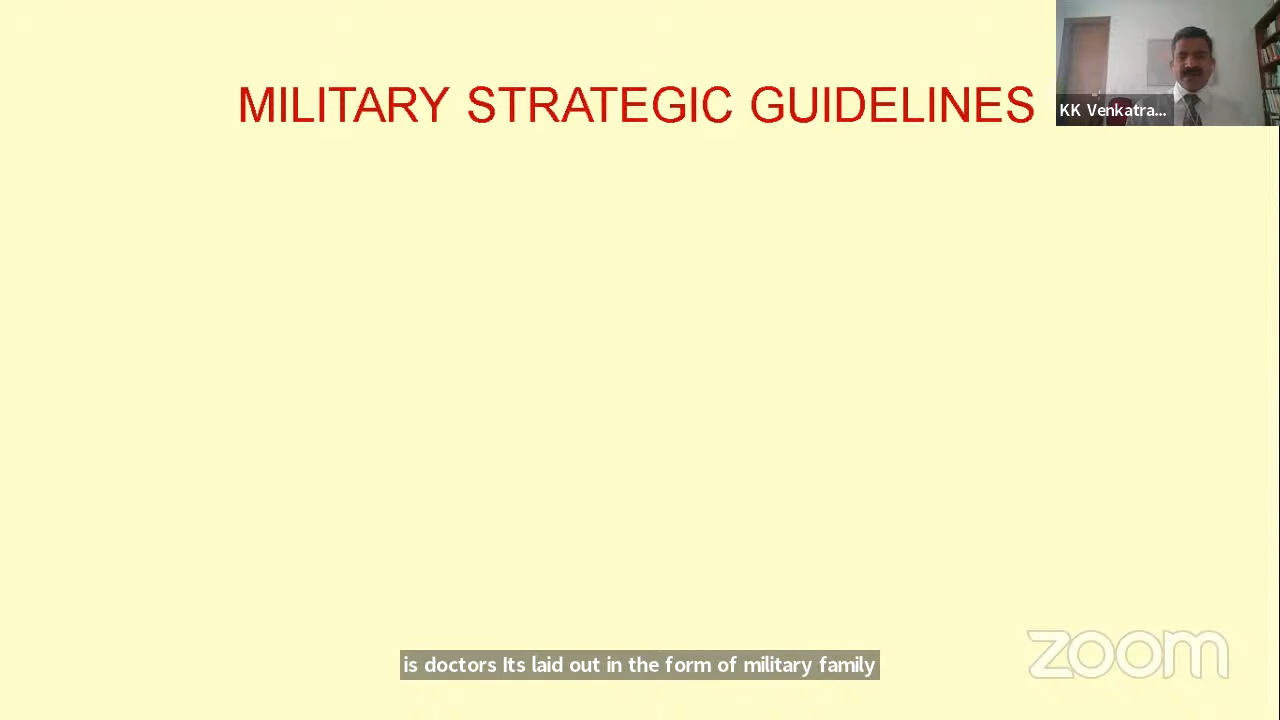 MILITARY STRATEGIC GUIDELINES
KK Venkatra...
is doctors Its laid out in the form of military family
zoom